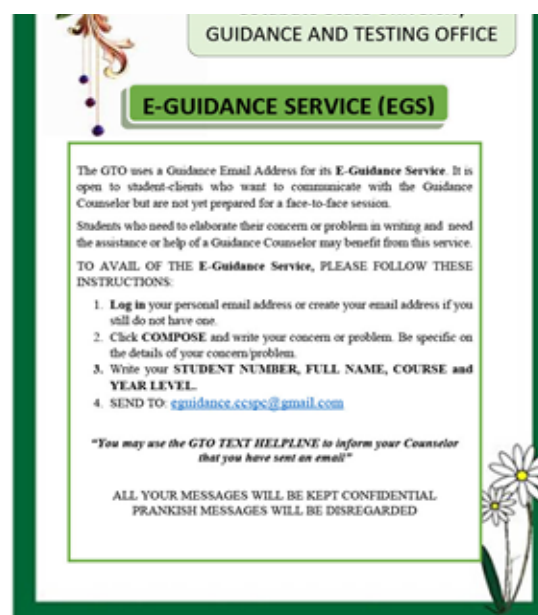 GUIDANCE AND TESTING OFFICE
E-GUIDANCE SERVICE (EGS)
The GTO uses a Guidance Email Address for its E-Guidance Service. It is
open to student-clients who want to communicate with the Guidance
Counselor but are not yet prepared for a face-to-face session.
Students who need to elaborate their concern or problem in writing and need
the assistance or help of a Guidance Counselor may benefit from this service.
TO AVAIL OF THE E-Guidance Service, PLEASE FOLLOW THESE
INSTRUCTIONS:
1. Log in your personal email address or create your email address if you
still do not have one.
2. Click COMPOSE and write your concern or problem. Be specific on
the details of your concern/problem.
3. Write your STUDENT NUMBER, FULL NAME, COURSE and
YEAR LEVEL.
4. SEND TO: eguidance.ccspc@gmail.com
"You may use the GTO TEXT HELPLINE to inform your Counselor
that you have sent an email"
ALL YOUR MESSAGES WILL BE KEPT CONFIDENTIAL
PRANKISH MESSAGES WILL BE DISREGARDED